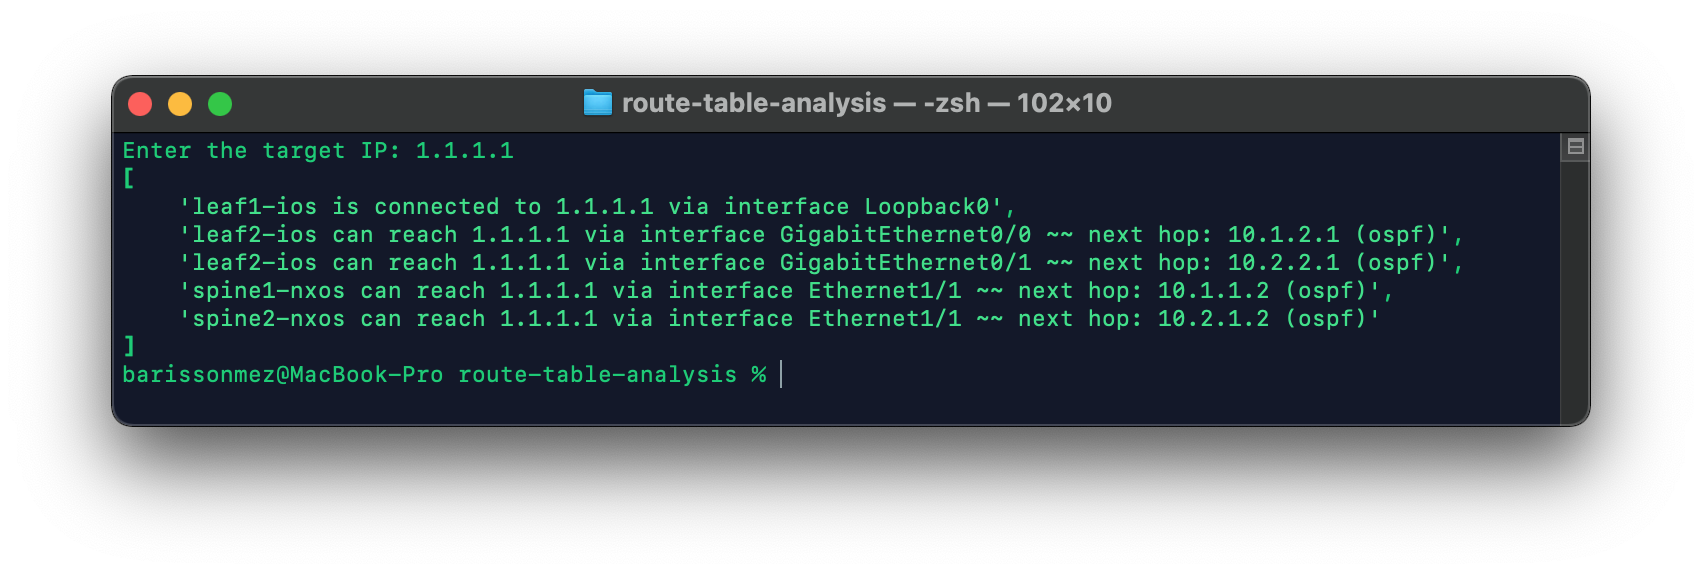 route-table-analysis — -zsh — 102×10
Enter the target IP: 1.1.1.1
[
    'leaf1-ios is connected to 1.1.1.1 via interface Loopback0',
    'leaf2-ios can reach 1.1.1.1 via interface GigabitEthernet0/0 ~~ next hop: 10.1.2.1 (ospf)',
    'leaf2-ios can reach 1.1.1.1 via interface GigabitEthernet0/1 ~~ next hop: 10.2.2.1 (ospf)',
    'spine1-nxos can reach 1.1.1.1 via interface Ethernet1/1 ~~ next hop: 10.1.1.2 (ospf)',
    'spine2-nxos can reach 1.1.1.1 via interface Ethernet1/1 ~~ next hop: 10.2.1.2 (ospf)'
]
barissonmez@MacBook-Pro route-table-analysis %